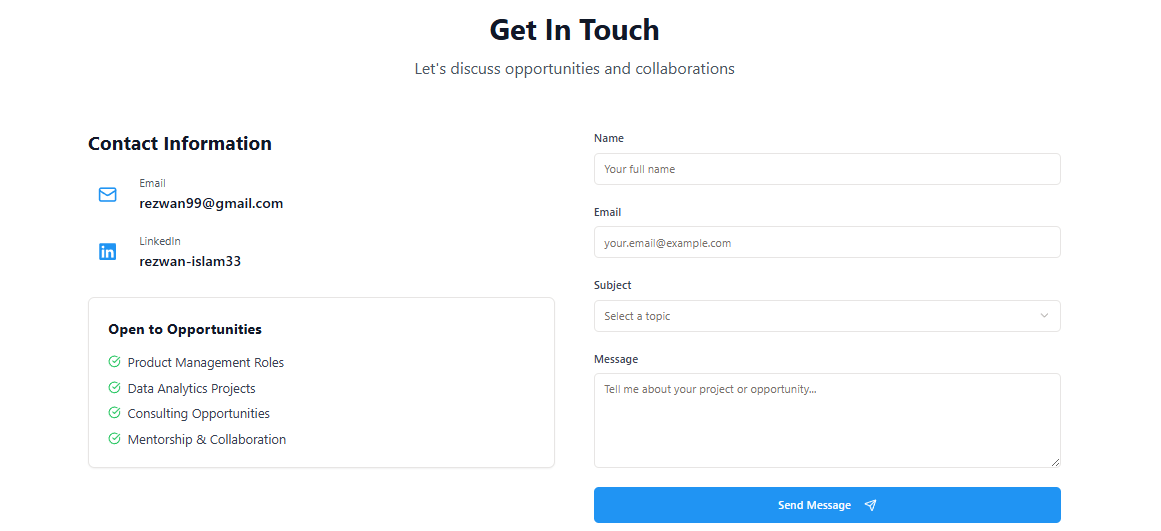 Get In Touch
Let's discuss opportunities and collaborations
Contact Information
Email
rezwan99@gmail.com
LinkedIn
rezwan-islam33
Open to Opportunities
Product Management Roles
Data Analytics Projects
Consulting Opportunities
Mentorship & Collaboration
Name
Your full name
Email
your.email@example.com
Subject
Select a topic
Message
Tell me about your project or opportunity...
Send Message